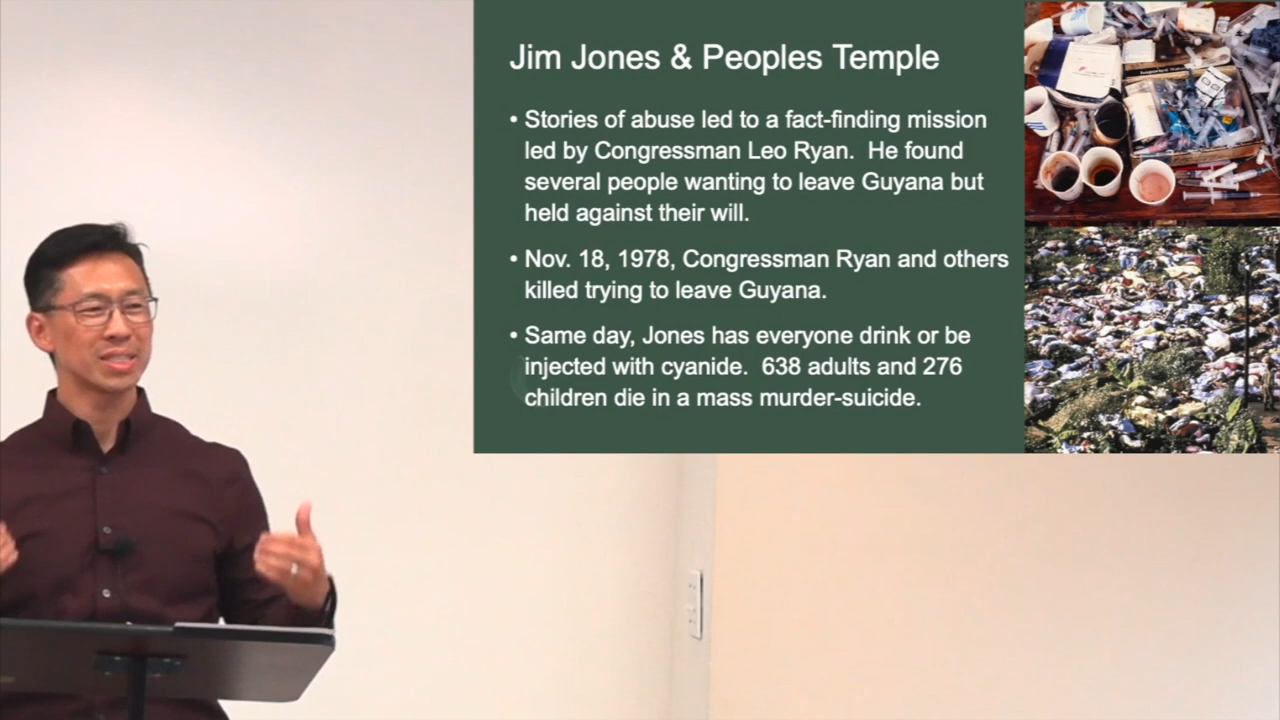 Jim Jones & Peoples Temple
• Stories of abuse led to a fact-finding mission
led by Congressman Leo Ryan.  He found
several people wanting to leave Guyana but
held against their will.
• Nov. 18, 1978, Congressman Ryan and others
killed trying to leave Guyana.
• Same day, Jones has everyone drink or be
injected with cyanide.  638 adults and 276
children die in a mass murder-suicide.